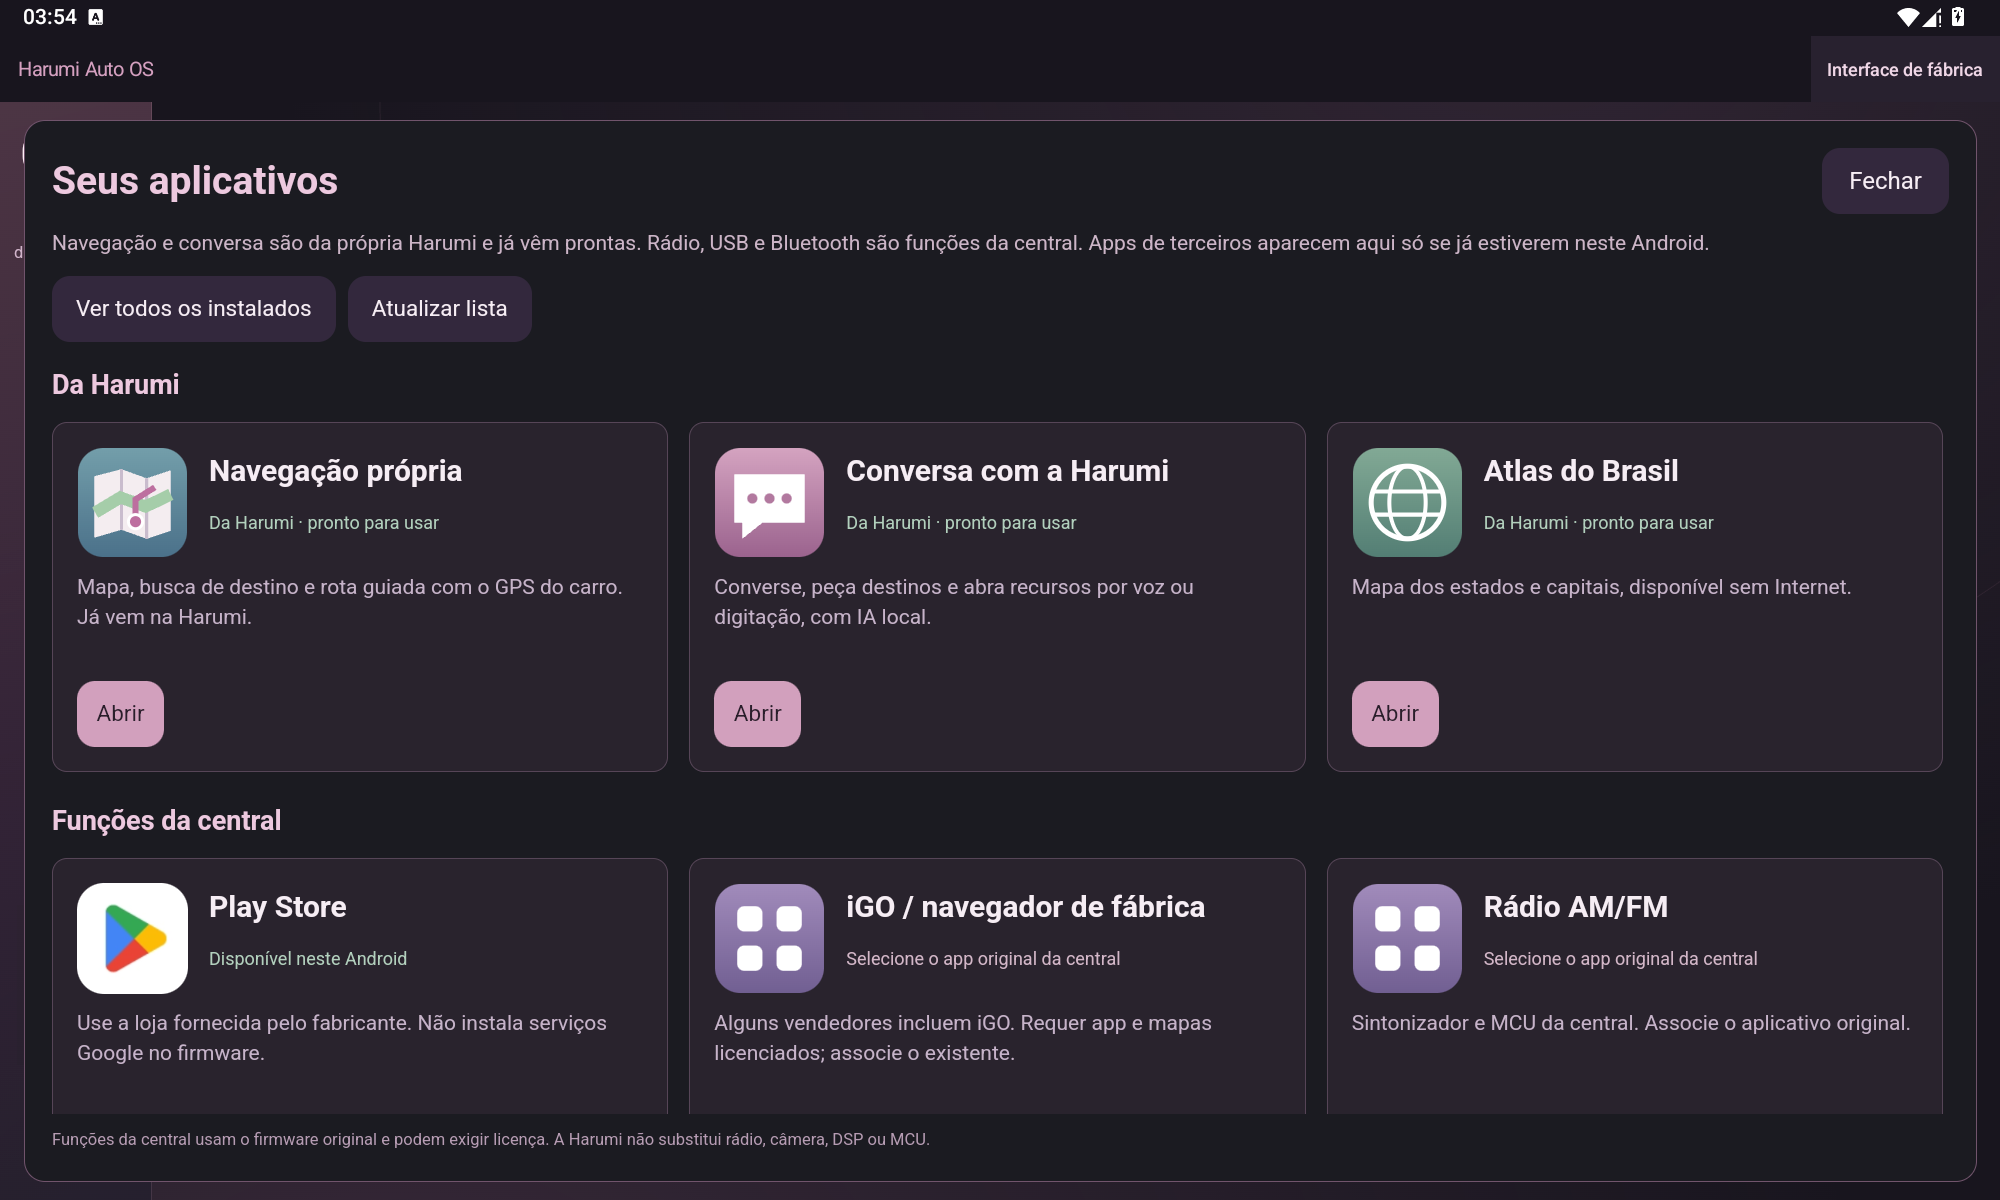 03:54
Harumi Auto OS
Interface de fábrica
Seus aplicativos
Fechar
Navegação e conversa são da própria Harumi e já vêm prontas. Rádio, USB e Bluetooth são funções da central. Apps de terceiros aparecem aqui só se já estiverem neste Android.
Ver todos os instalados
Atualizar lista
Da Harumi
Navegação própria
Da Harumi · pronto para usar
Mapa, busca de destino e rota guiada com o GPS do carro.
Já vem na Harumi.
Abrir
Conversa com a Harumi
Da Harumi · pronto para usar
Converse, peça destinos e abra recursos por voz ou
digitação, com IA local.
Abrir
Atlas do Brasil
Da Harumi · pronto para usar
Mapa dos estados e capitais, disponível sem Internet.
Abrir
Funções da central
Play Store
Disponível neste Android
Use a loja fornecida pelo fabricante. Não instala serviços
Google no firmware.
iGO / navegador de fábrica
Selecione o app original da central
Alguns vendedores incluem iGO. Requer app e mapas
licenciados; associe o existente.
Rádio AM/FM
Selecione o app original da central
Sintonizador e MCU da central. Associe o aplicativo original.
Funções da central usam o firmware original e podem exigir licença. A Harumi não substitui rádio, câmera, DSP ou MCU.